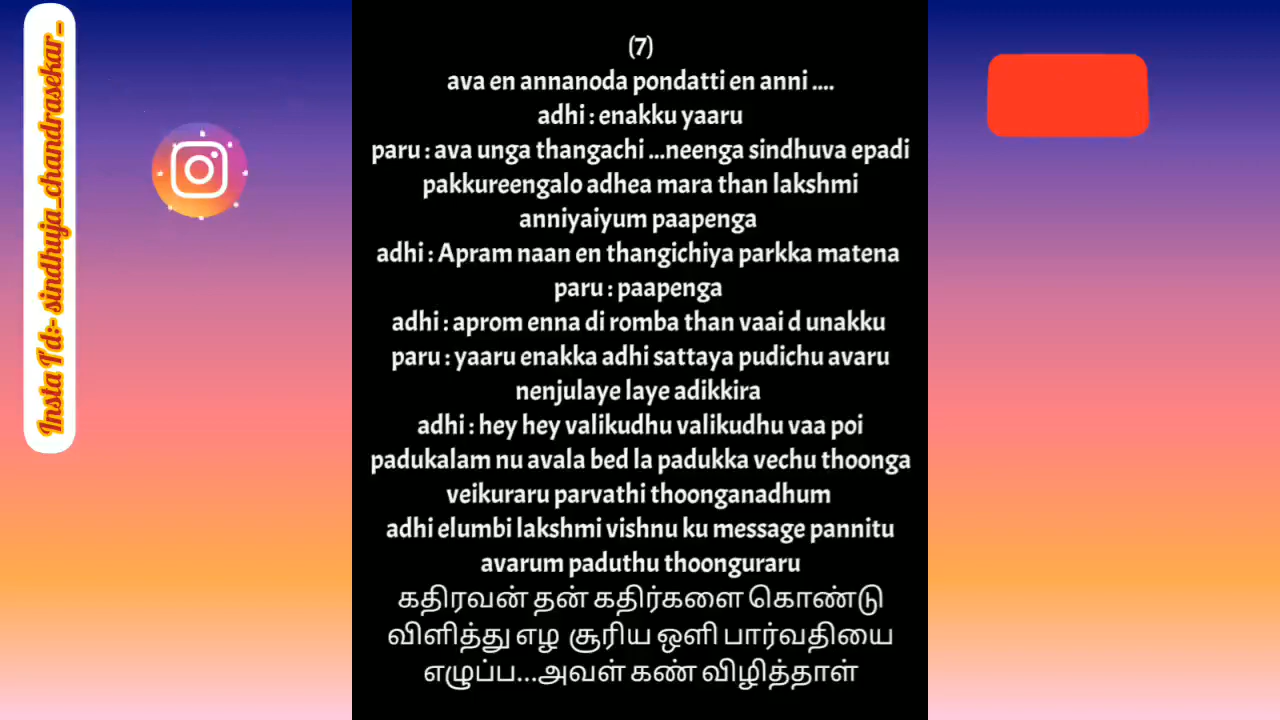 Insta I'd:- sindhuja_chandrasekar_
(7)
ava en annanoda pondatti en anni ....
adhi : enakku yaaru
paru : ava unga thangachi ...neenga sindhuva epadi
pakkureengalo adhea mara than lakshmi
anniyaiyum paapenga
adhi : Apram naan en thangichiya parkka matena
paru : paapenga
adhi : aprom enna di romba than vaai d unakku
paru : yaaru enakka adhi sattaya pudichu avaru
nenjulaye laye adikkira
adhi : hey hey valikudhu valikudhu vaa poi
padukalam nu avala bed la padukka vechu thoonga
veikuraru parvathi thoonganadhum
adhi elumbi lakshmi vishnu ku message pannitu
avarum paduthu thoonguraru
கதிரவன் தன் கதிர்களை கொண்டு
விளித்து எழ சூரிய ஒளி பார்வதியை
எழுப்ப...அவள் கண் விழித்தாள்